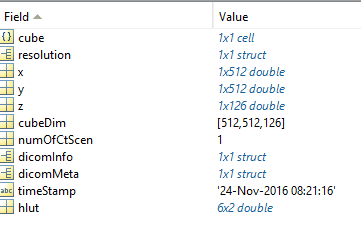 Field Value
cube 1x1 cell
resolution 1x1 struct
x 1x512 double
y 1x512 double
z 1x126 double
cubeDim [512,512,126]
numOfCtScen 1
dicomInfo 1x1 struct
dicomMeta 1x1 struct
abc timeStamp '24-Nov-2016 08:21:16'
hlut 6x2 double